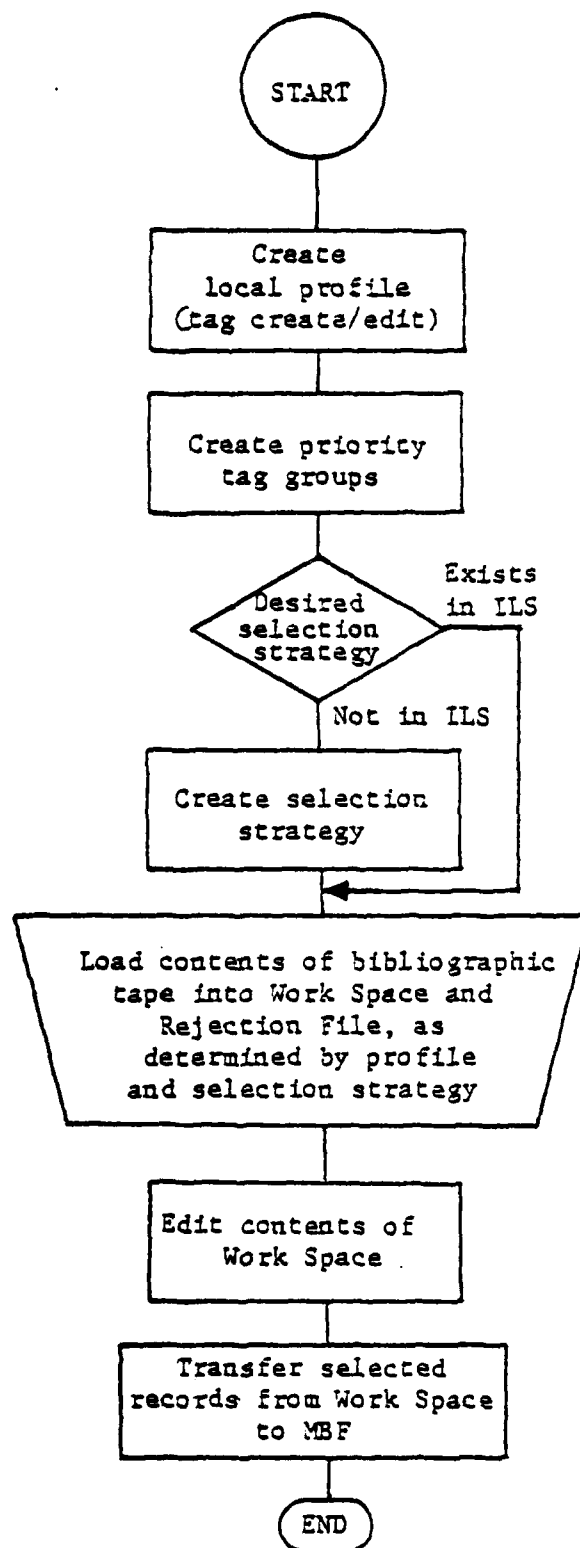 START
Create
local profile
(tag create/edit)
Create priority
tag groups
Desired
selection
strategy
Exists
in ILS
Not in ILS
Create selection
strategy
Load contents of bibliographic
tape into Work Space and
Rejection File, as
determined by profile
and selection strategy
Edit contents of
Work Space
Transfer selected
records from Work Space
to MBF
END